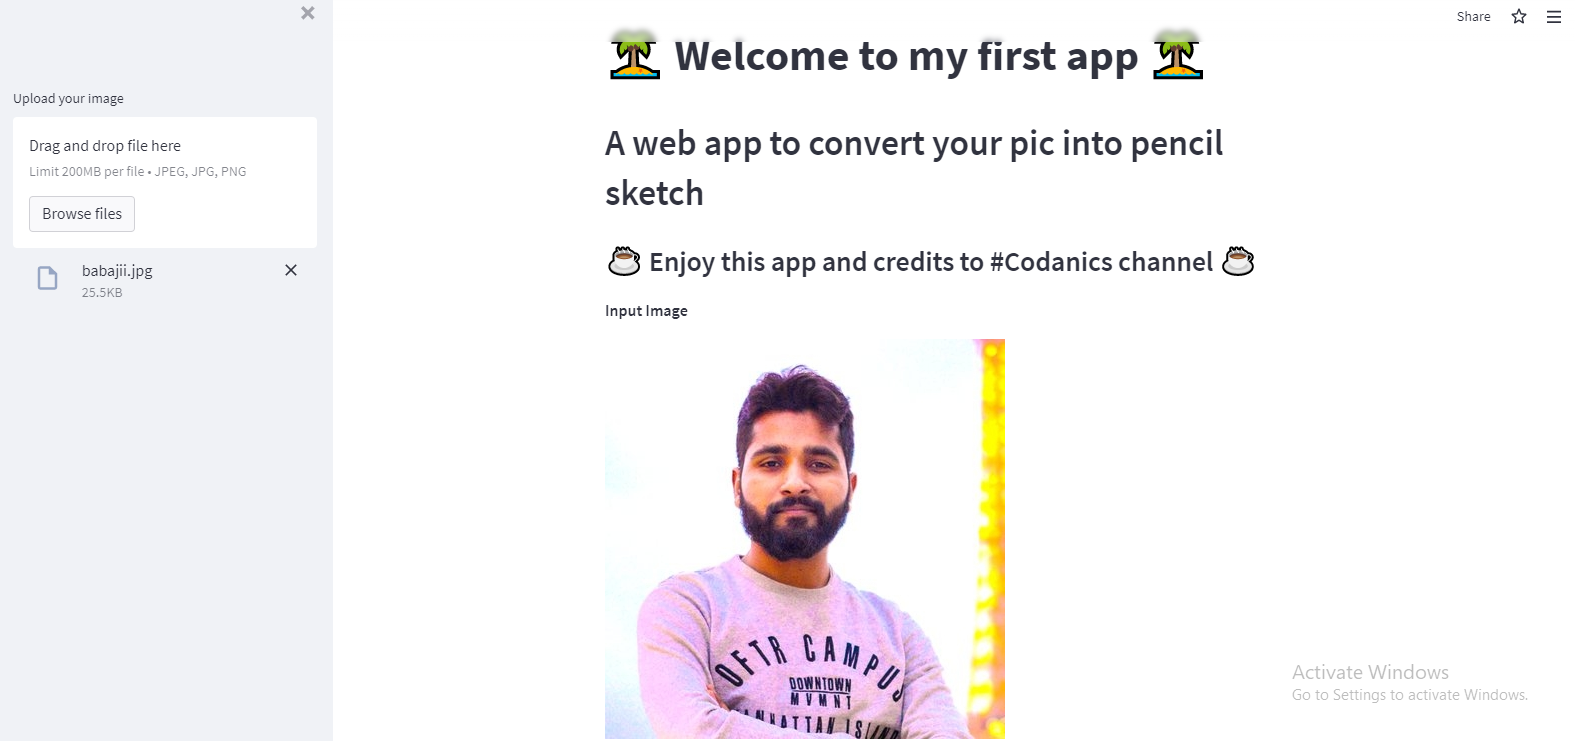 Share
Upload your image
Drag and drop file here
Limit 200MB per file • JPEG, JPG, PNG
Browse files
babajii.jpg
25.5KB
Welcome to my first app
A web app to convert your pic into pencil
sketch
Enjoy this app and credits to #Codanics channel
Input Image
OFTR CAMPUS
DOWNTOWN
MVMNT
Activate Windows
Go to Settings to activate Windows.